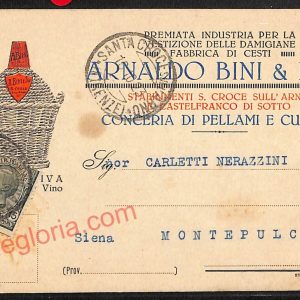 PREMIATA INDUSTRIA PER LA
VESTIZIONE DELLE DAMIGIANE
FABBRICA DI CESTI
ARNALDO BINI &
STABILIMENTI S. CROCE SULL'ARN
CASTELFRANCO DI SOTTO
CONCERIA DI PELLAMI E CU
SANTA CROCE
FIRENZE
IVA
Vino
CARLETTI NERAZZINI
egloria.com
Siena MONTEPULC
(Prov.